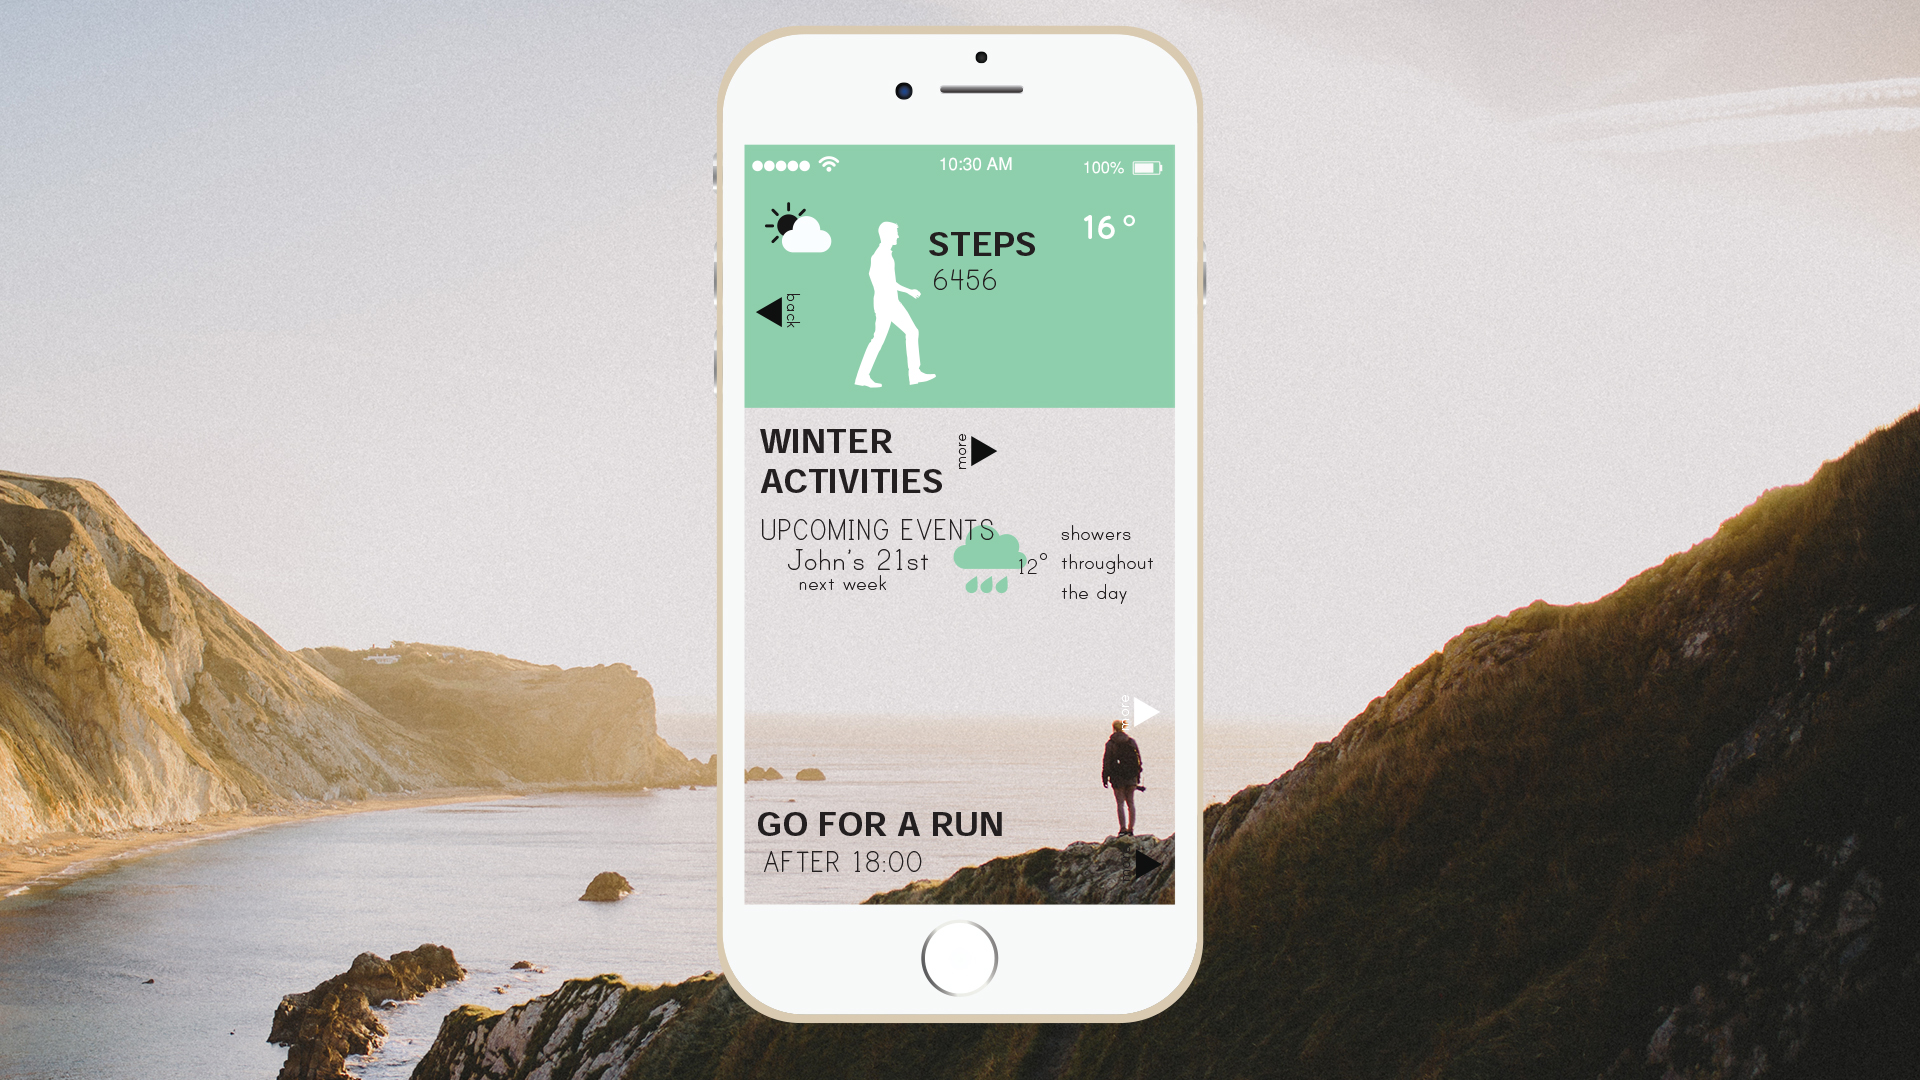 10:30 AM
100%
16°
STEPS
6456
back
WINTER
ACTIVITIES
more
UPCOMING EVENTS
John's 21st
next week
12°
showers
throughout
the day
more
GO FOR A RUN
AFTER 18:00